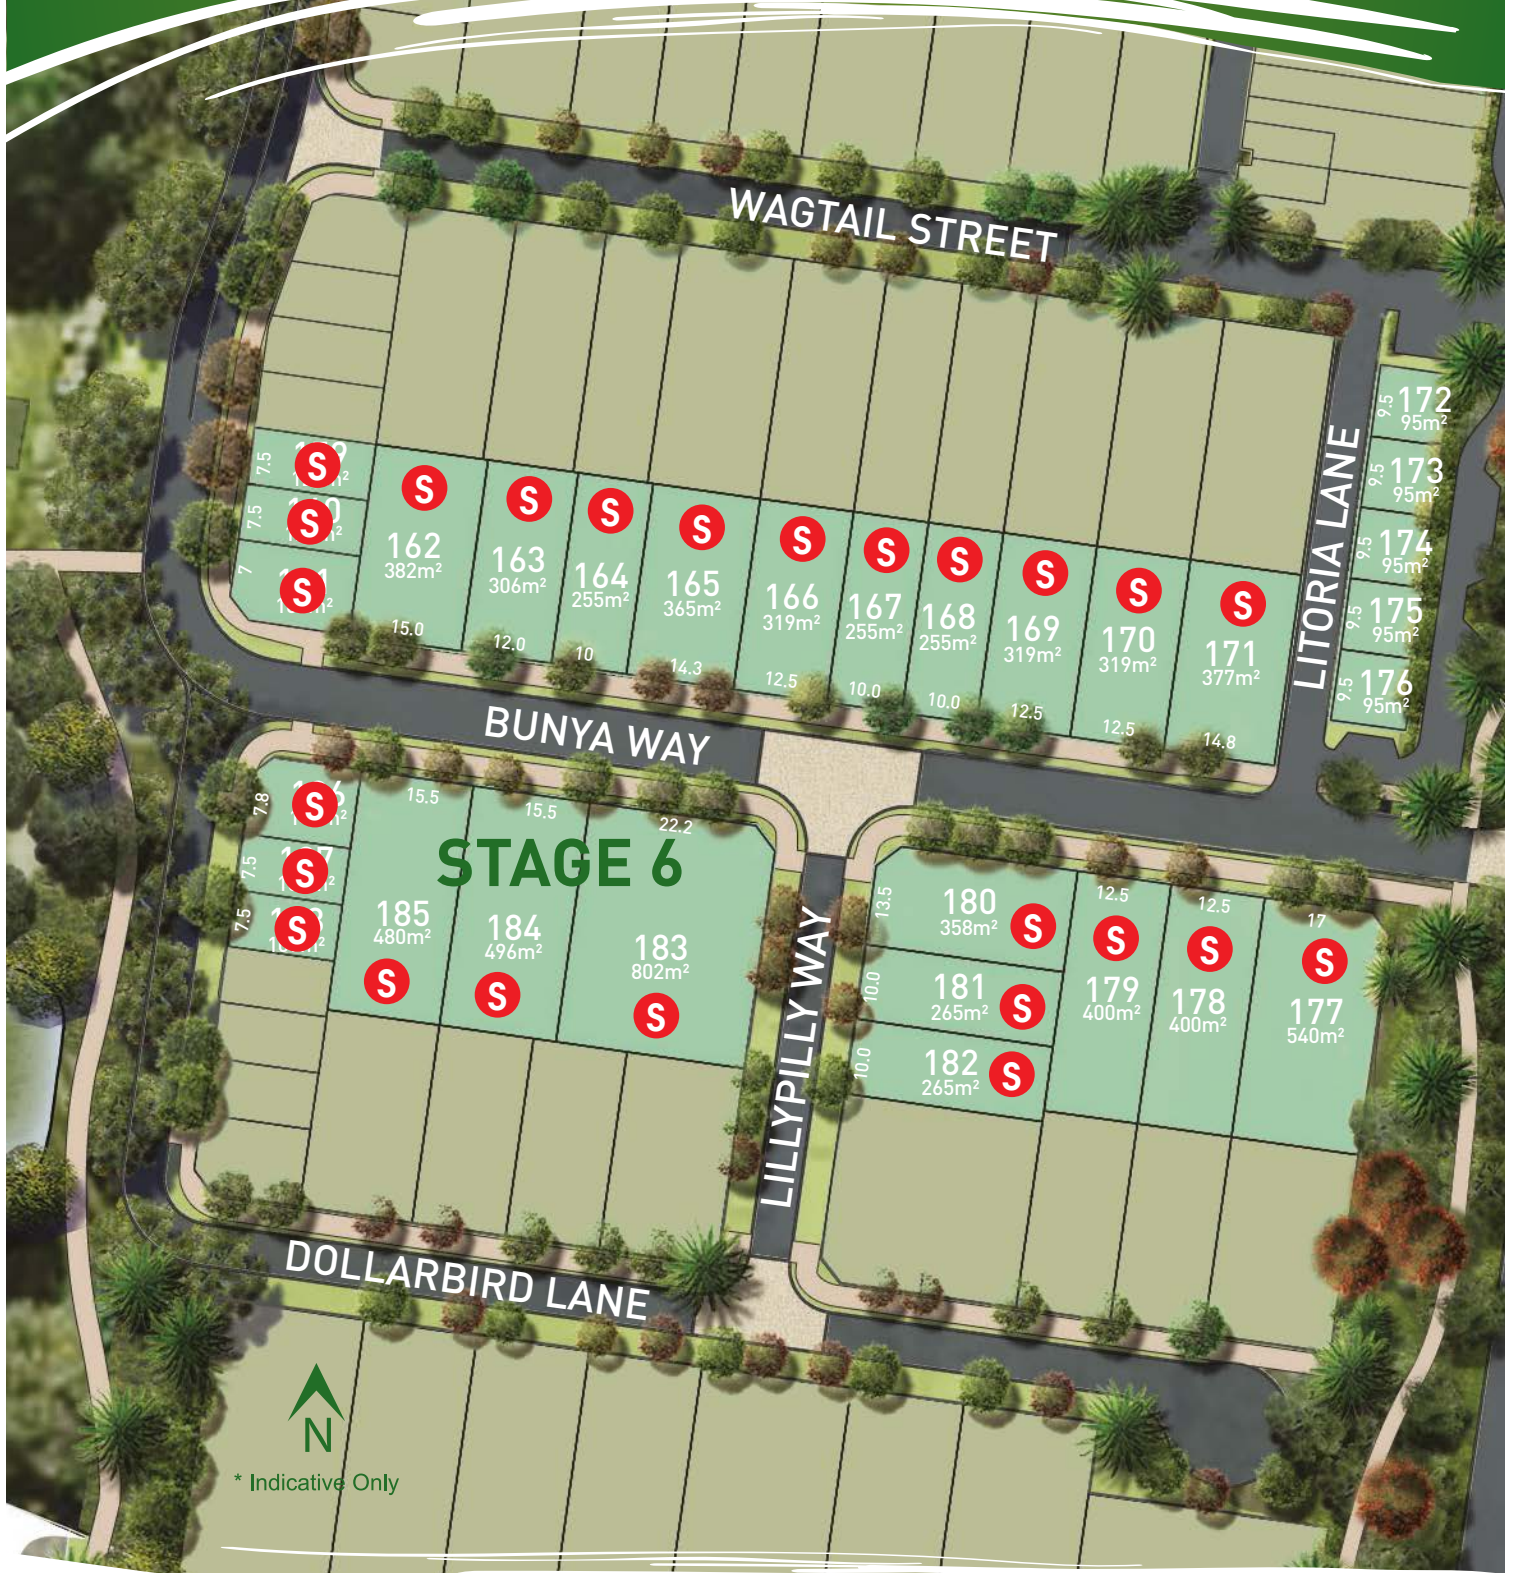 WAGTAIL STREET
172
95m²
9.5
173
95m²
9.5
174
95m²
9.5
175
95m²
9.5
176
95m²
9.5
LITORIA LANE
7.5
S
7.5
S
7
S
S
162
382m²
15.0
S
163
306m²
12.0
S
164
255m²
10
S
165
365m²
14.3
S
166
319m²
12.5
S
167
255m²
10.0
S
168
255m²
10.0
S
169
319m²
12.5
S
170
319m²
12.5
S
171
377m²
14.8
BUNYA WAY
7.8
S
7.5
S
7.5
S
STAGE 6
15.5
185
480m²
S
15.5
184
496m²
S
22.2
183
802m²
S
LILLYPILLY WAY
13.5
180
358m²
S
10.0
181
265m²
S
10.0
182
265m²
S
12.5
S
179
400m²
12.5
S
178
400m²
17
S
177
540m²
DOLLARBIRD LANE
N
* Indicative Only